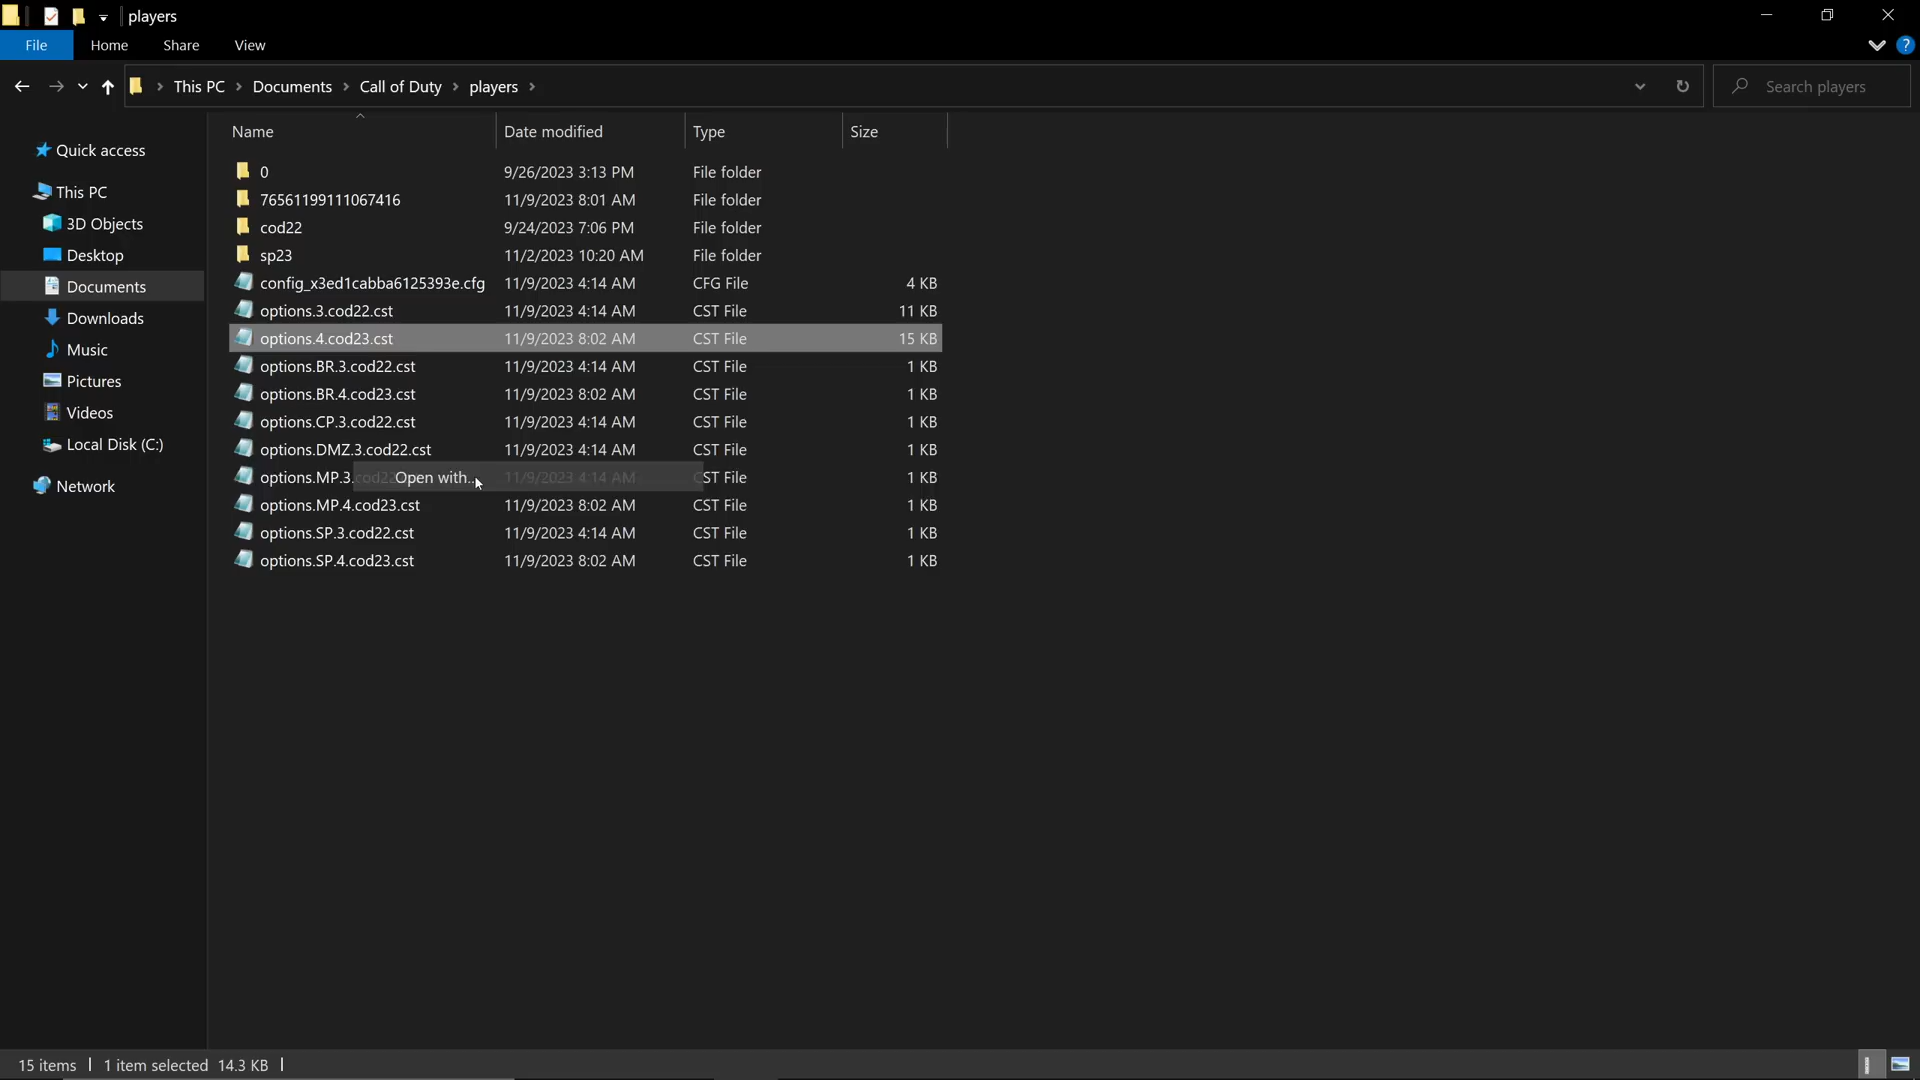 players
File Home Share View
This PC Documents Call of Duty players
Search players
Name Date modified Type Size
Quick access
This PC
3D Objects
Desktop
Documents
Downloads
Music
Pictures
Videos
Local Disk (C:)
Network
0 9/26/2023 3:13 PM File folder
76561199111067416 11/9/2023 8:01 AM File folder
cod22 9/24/2023 7:06 PM File folder
sp23 11/2/2023 10:20 AM File folder
config_x3ed1cabba6125393e.cfg 11/9/2023 4:14 AM CFG File 4 KB
options.3.cod22.cst 11/9/2023 4:14 AM CST File 11 KB
options.4.cod23.cst 11/9/2023 8:02 AM CST File 15 KB
options.BR.3.cod22.cst 11/9/2023 4:14 AM CST File 1 KB
options.BR.4.cod23.cst 11/9/2023 8:02 AM CST File 1 KB
options.CP.3.cod22.cst 11/9/2023 4:14 AM CST File 1 KB
options.DMZ.3.cod22.cst 11/9/2023 4:14 AM CST File 1 KB
options.MP.3.cod22 Open with... 11/9/2023 4:14 AM CST File 1 KB
options.MP.4.cod23.cst 11/9/2023 8:02 AM CST File 1 KB
options.SP.3.cod22.cst 11/9/2023 4:14 AM CST File 1 KB
options.SP.4.cod23.cst 11/9/2023 8:02 AM CST File 1 KB
15 items 1 item selected 14.3 KB